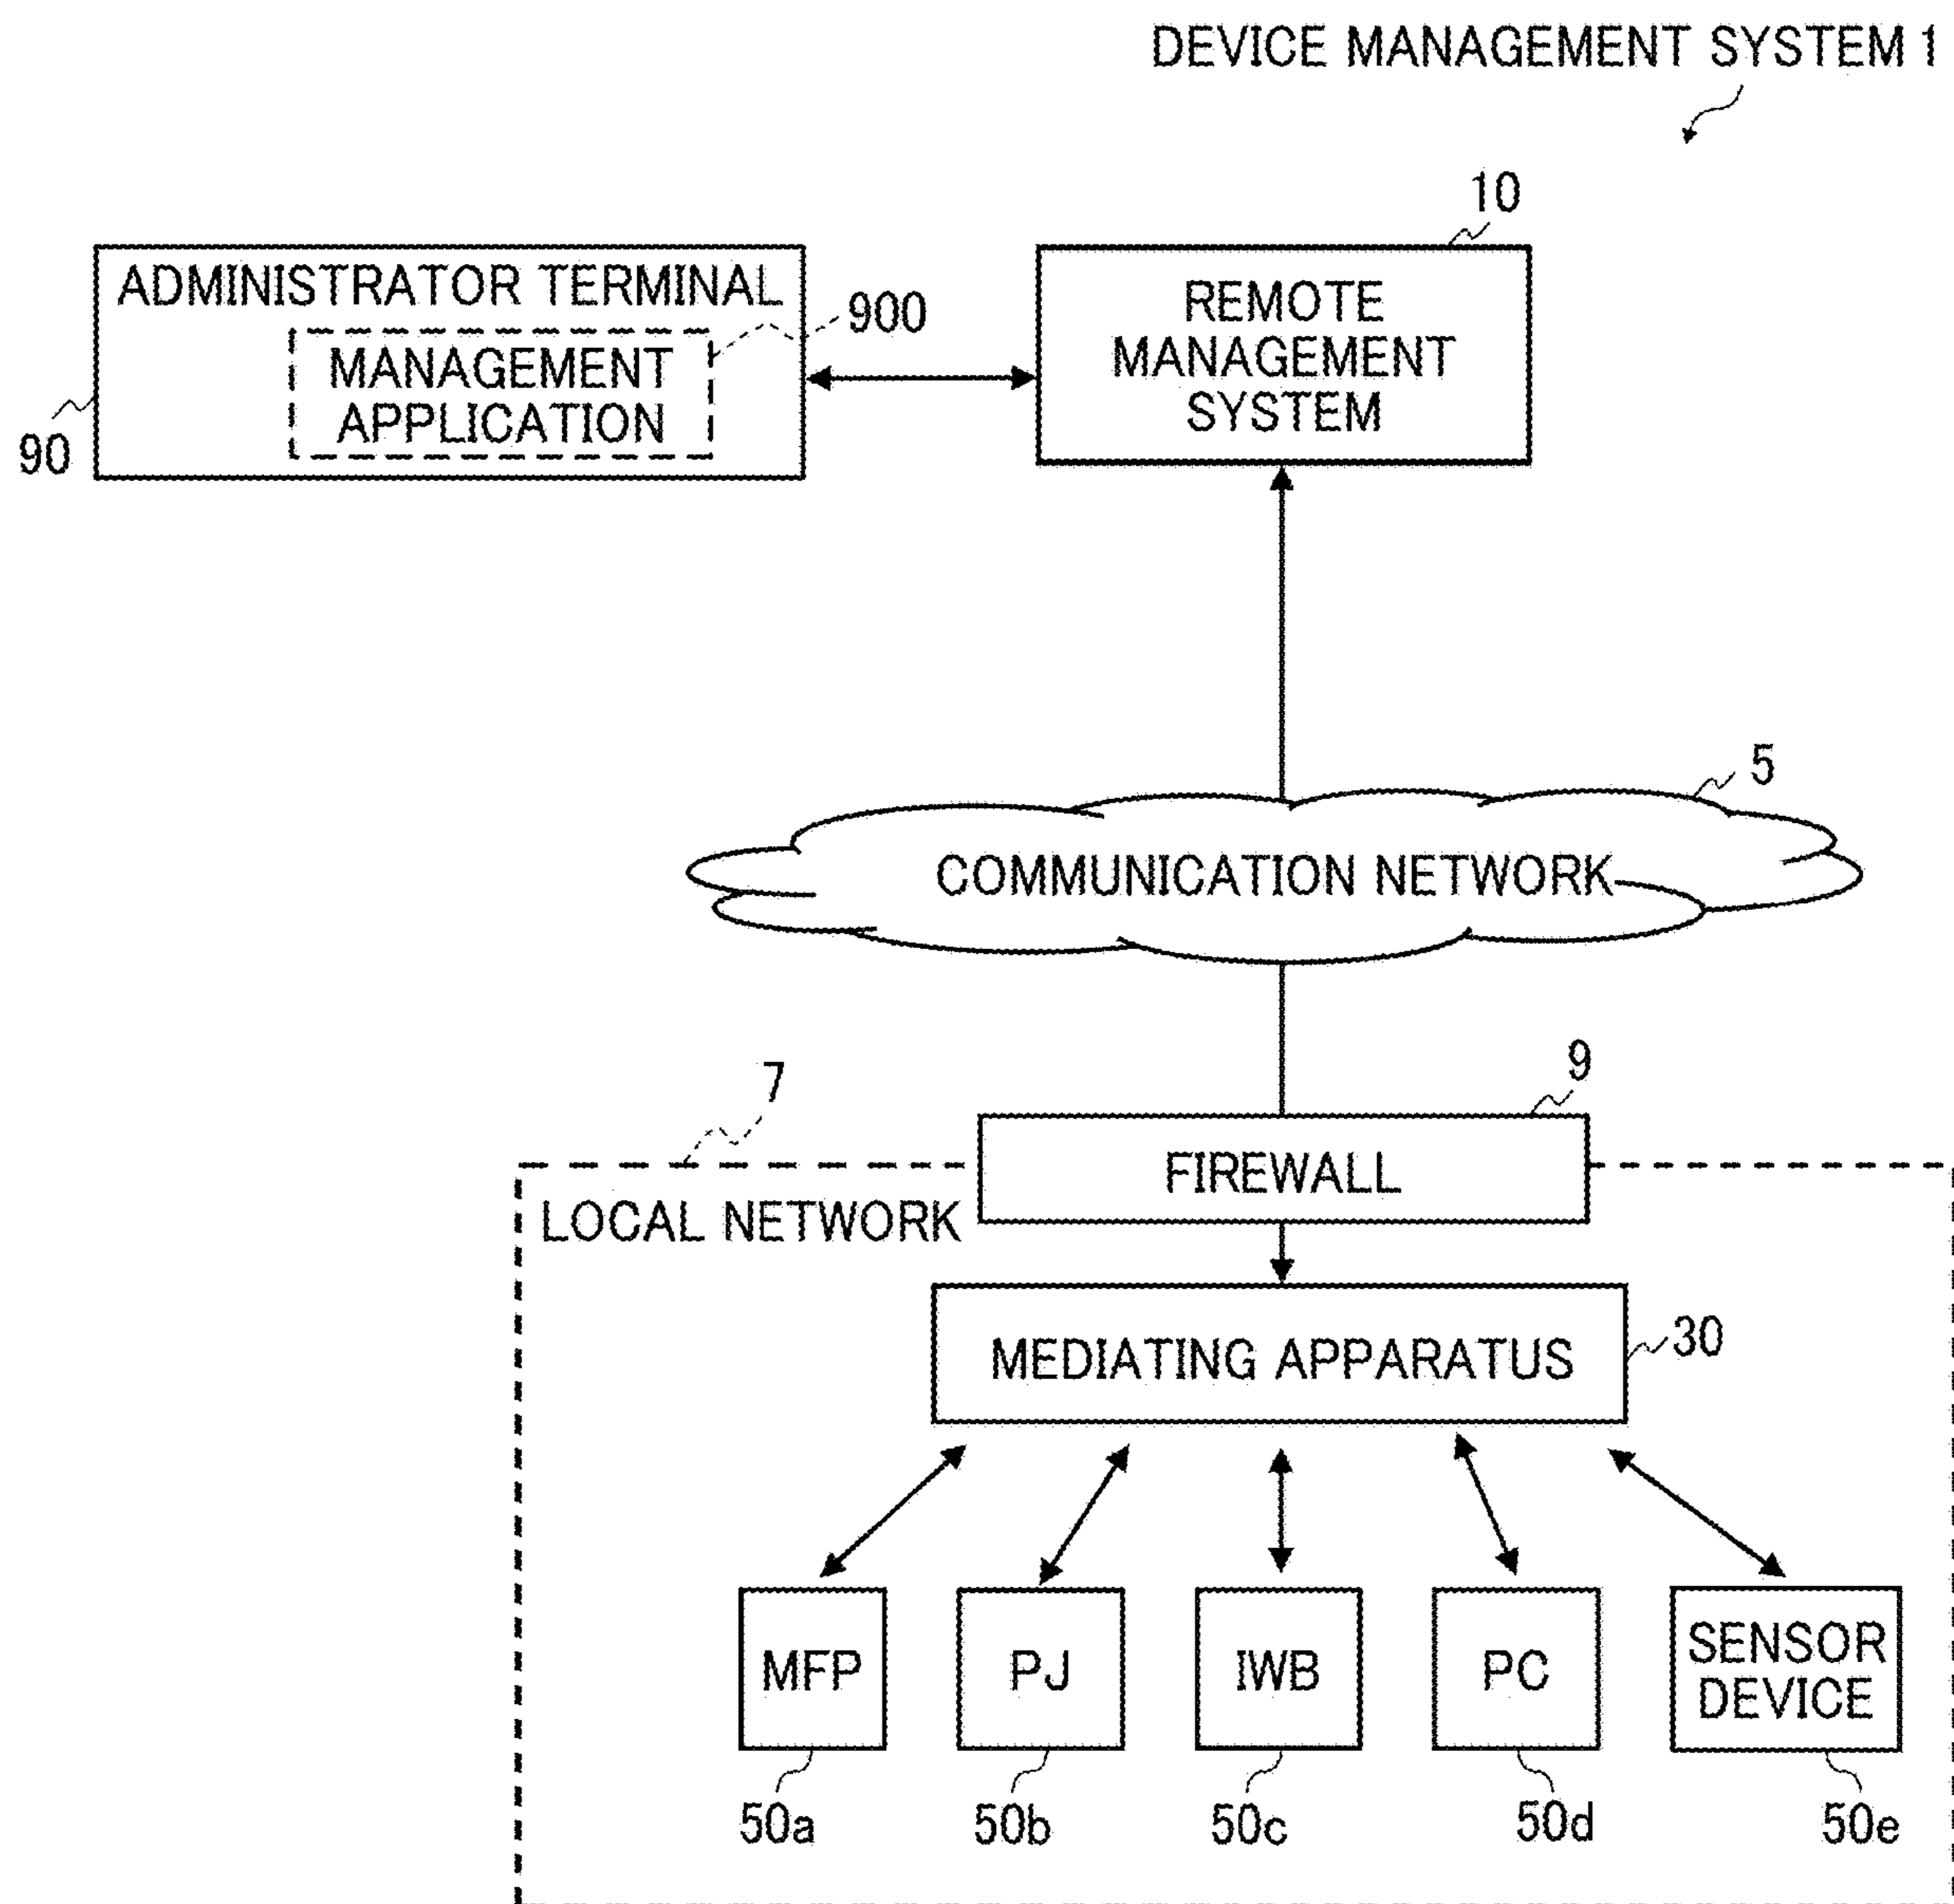 DEVICE MANAGEMENT SYSTEM 1
10
ADMINISTRATOR TERMINAL
900
MANAGEMENT
APPLICATION
90
REMOTE
MANAGEMENT
SYSTEM
5
COMMUNICATION NETWORK
7
9
FIREWALL
LOCAL NETWORK
MEDIATING APPARATUS
30
MFP
PJ
IWB
PC
SENSOR
DEVICE
50a
50b
50c
50d
50e